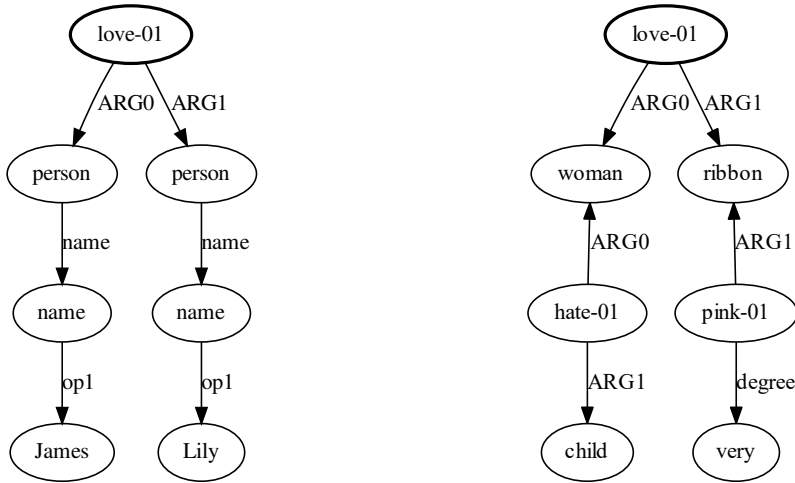 love-01 love-01
ARG0 ARG1 ARG0 ARG1
person person woman ribbon
name name ARG0 ARG1
name name hate-01 pink-01
op1 op1 ARG1 degree
James Lily child very